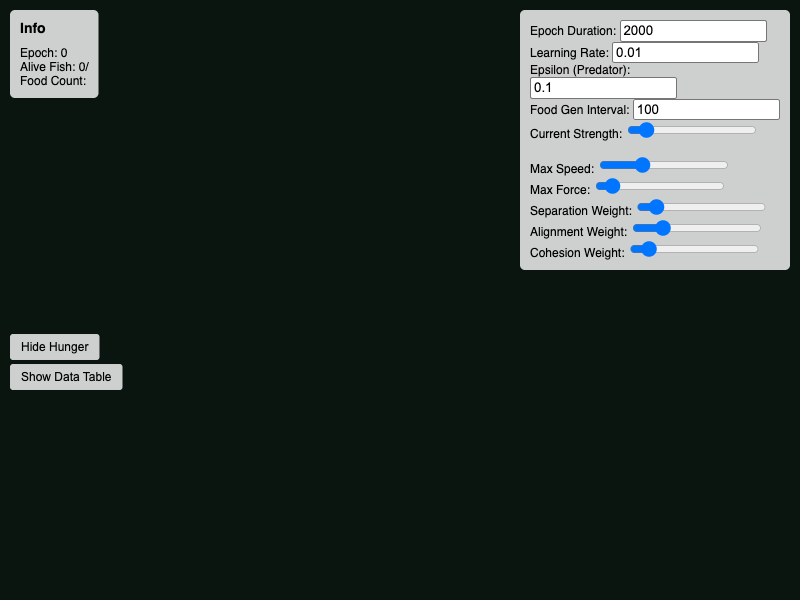 Info
Epoch: 0
Alive Fish: 0/
Food Count:
Epoch Duration: 2000
Learning Rate: 0.01
Epsilon (Predator):
0.1
Food Gen Interval: 100
Current Strength:
Max Speed:
Max Force:
Separation Weight:
Alignment Weight:
Cohesion Weight:
Hide Hunger
Show Data Table